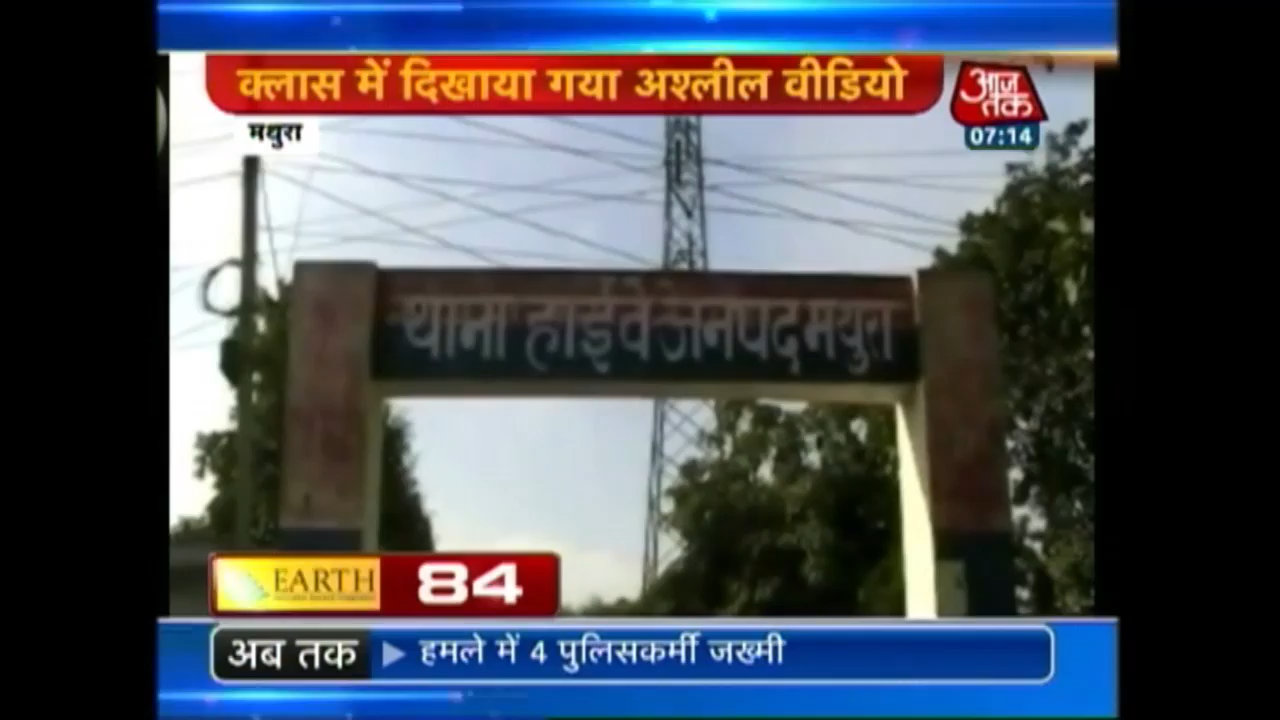 क्लास में दिखाया गया अश्लील वीडियो
आज तक
07:14
मथुरा
थाना हाईवे जनपद मथुरा
EARTH
84
अब तक
हमले में 4 पुलिसकर्मी जख्मी